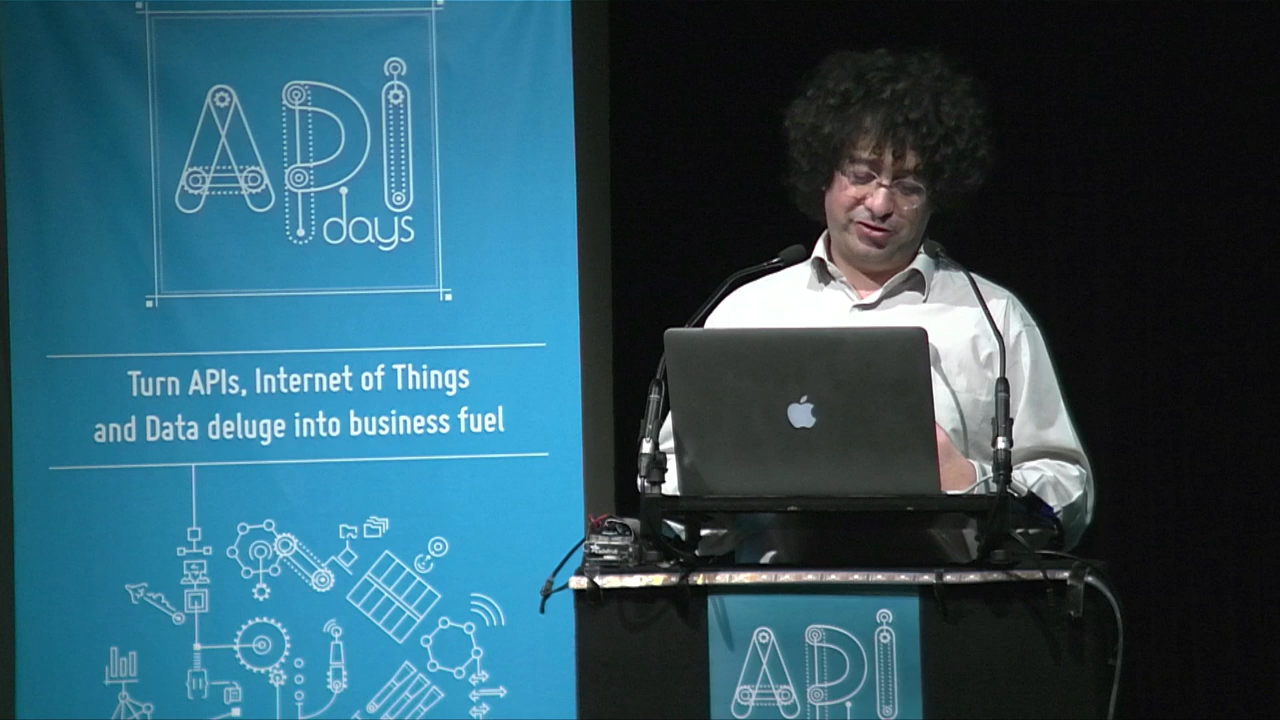 API
days
Turn APIs, Internet of Things
and Data deluge into business fuel
API